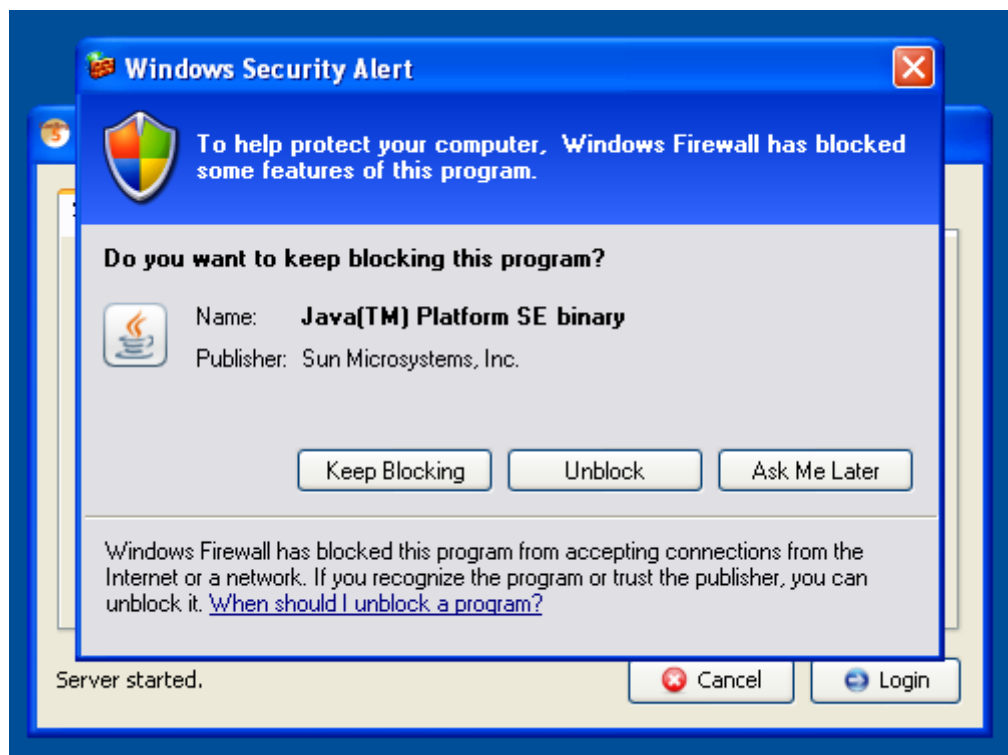 Windows Security Alert
To help protect your computer, Windows Firewall has blocked
some features of this program.
Do you want to keep blocking this program?
Name: Java(TM) Platform SE binary
Publisher: Sun Microsystems, Inc.
Keep Blocking Unblock Ask Me Later
Windows Firewall has blocked this program from accepting connections from the
Internet or a network. If you recognize the program or trust the publisher, you can
unblock it. When should I unblock a program?
Server started. Cancel Login